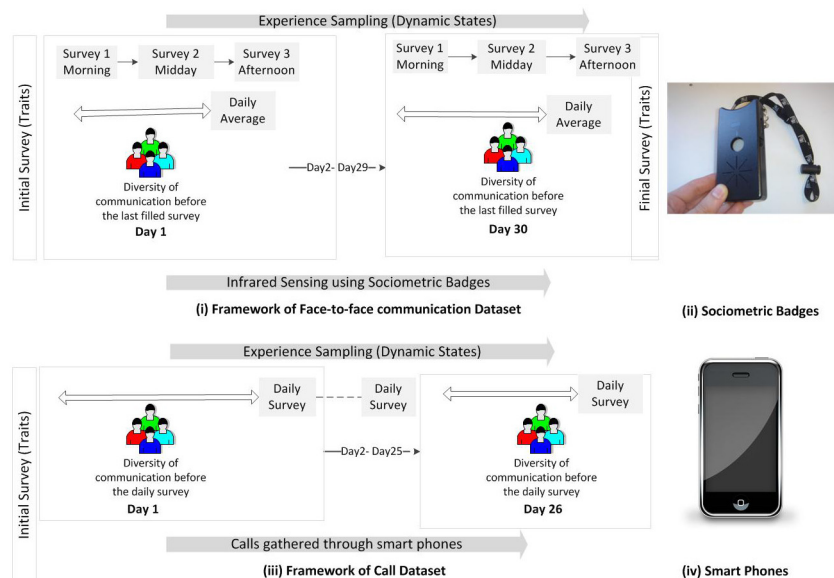 Experience Sampling (Dynamic States)
Initial Survey (Traits)
Survey 1
Morning
Survey 2
Midday
Survey 3
Afternoon
Daily
Average
Diversity of
communication before
the last filled survey
Day 1
Day2- Day29
Survey 1
Morning
Survey 2
Midday
Survey 3
Afternoon
Daily
Average
Diversity of
communication before
the last filled survey
Day 30
Finial Survey (Traits)
Infrared Sensing using Sociometric Badges
(i) Framework of Face-to-face communication Dataset
(ii) Sociometric Badges
Experience Sampling (Dynamic States)
Initial Survey (Traits)
Daily
Survey
Diversity of
communication before
the daily survey
Day 1
Daily
Survey
Day2- Day25
Daily
Survey
Diversity of
communication before
the daily survey
Day 26
Calls gathered through smart phones
(iii) Framework of Call Dataset
(iv) Smart Phones